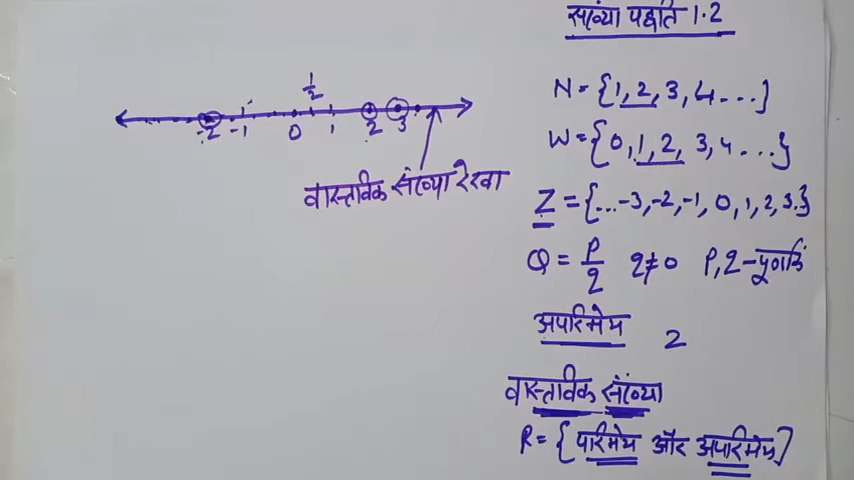 संख्या पद्धति 1.2
1/2
-2 -1 0 1 2 3
वास्तविक संख्या रेखा
N = {1, 2, 3, 4 ...}
W = {0, 1, 2, 3, 4 ...}
Z = {... -3, -2, -1, 0, 1, 2, 3..}
Q = p/q q≠0 p, q - पूर्णांक
अपरिमेय 2
वास्तविक संख्या
R = {परिमेय और अपरिमेय}